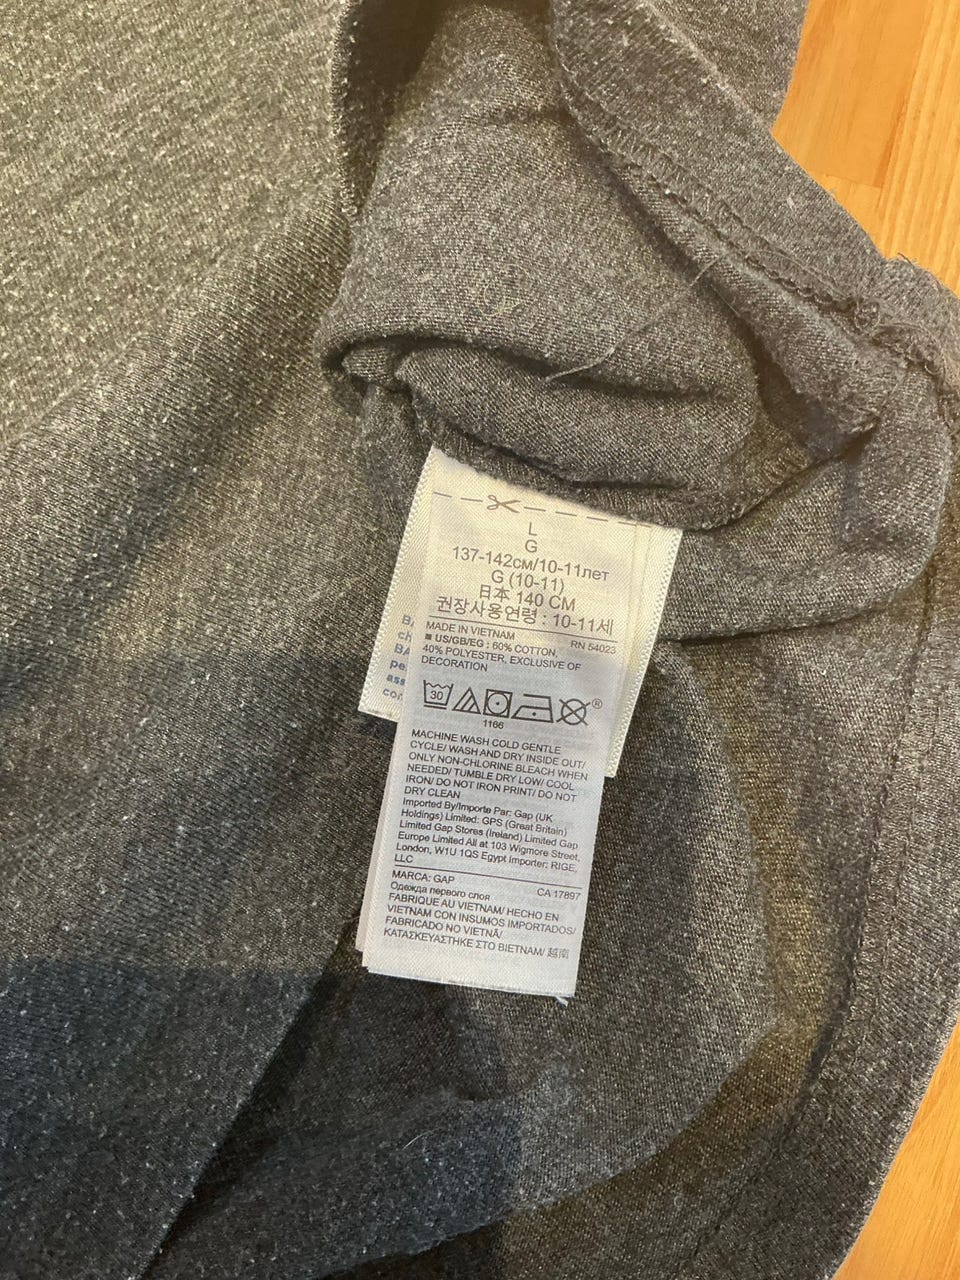 L
G
137-142см/10-11лет
G (10-11)
日本 140 CM
권장사용연령 : 10-11세
MADE IN VIETNAM RN 54023
■ US/GB/EG : 60% COTTON,
40% POLYESTER, EXCLUSIVE OF
DECORATION
30
1166
®
MACHINE WASH COLD GENTLE
CYCLE/ WASH AND DRY INSIDE OUT/
ONLY NON-CHLORINE BLEACH WHEN
NEEDED/ TUMBLE DRY LOW/ COOL
IRON/ DO NOT IRON PRINT/ DO NOT
DRY CLEAN
Imported By/Importe Par: Gap (UK
Holdings) Limited: GPS (Great Britain)
Limited Gap Stores (Ireland) Limited Gap
Europe Limited All at 103 Wigmore Street,
London, W1U 1QS Egypt Importer: RIGE,
LLC
MARCA: GAP CA 17897
Одежда первого слоя
FABRIQUE AU VIETNAM/ HECHO EN
VIETNAM CON INSUMOS IMPORTADOS/
FABRICADO NO VIETNÃ/
ΚΑΤΑΣΚΕΥΑΣΤΗΚΕ ΣΤΟ ΒΙΕΤΝΑΜ/ 越南